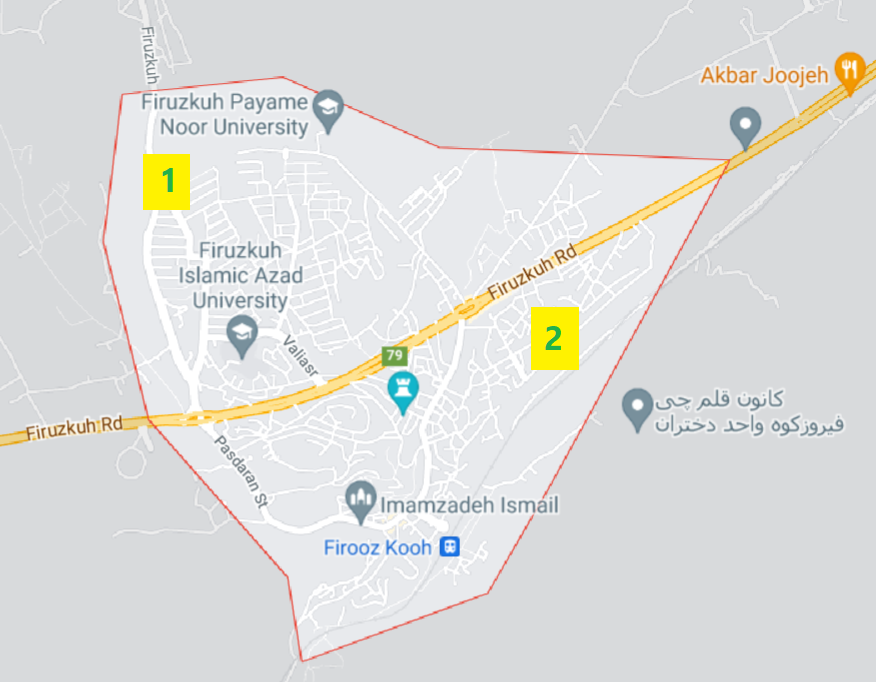 Firuzkuh
Akbar Joojeh
Firuzkuh Payame
Noor University
1
Firuzkuh
Islamic Azad
University
Firuzkuh Rd
2
79
Valiasr
کانون قلم چی
فیروزکوه واحد دختران
Firuzkuh Rd
Pasdaran St
Imamzadeh Ismail
Firooz Kooh